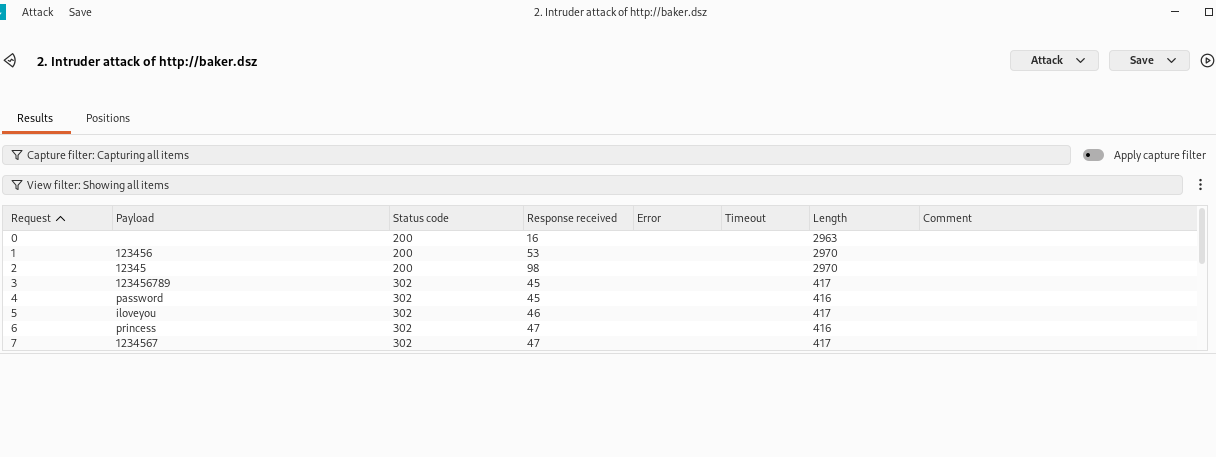 Attack Save 2. Intruder attack of http://baker.dsz
2. Intruder attack of http://baker.dsz Attack Save
Results Positions
Capture filter: Capturing all items Apply capture filter
View filter: Showing all items
Request Payload Status code Response received Error Timeout Length Comment
0 200 16 2963
1 123456 200 53 2970
2 12345 200 98 2970
3 123456789 302 45 417
4 password 302 45 416
5 iloveyou 302 46 417
6 princess 302 47 416
7 1234567 302 47 417